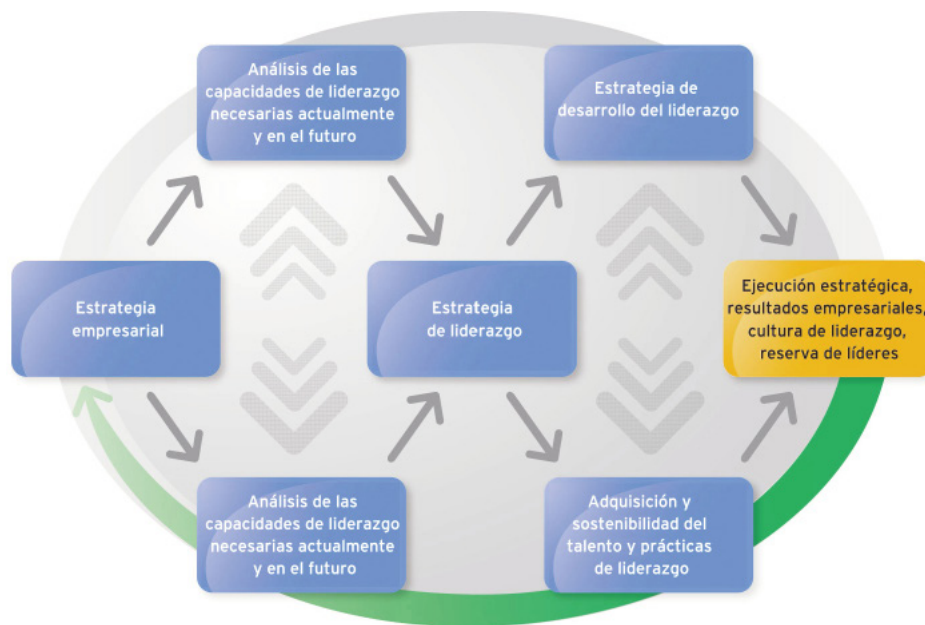 Análisis de las
capacidades de liderazgo
necesarias actualmente
y en el futuro
Estrategia de
desarrollo del liderazgo
Estrategia
empresarial
Estrategia
de liderazgo
Ejecución estratégica,
resultados empresariales,
cultura de liderazgo,
reserva de líderes
Análisis de las
capacidades de liderazgo
necesarias actualmente
y en el futuro
Adquisición y
sostenibilidad del
talento y prácticas
de liderazgo